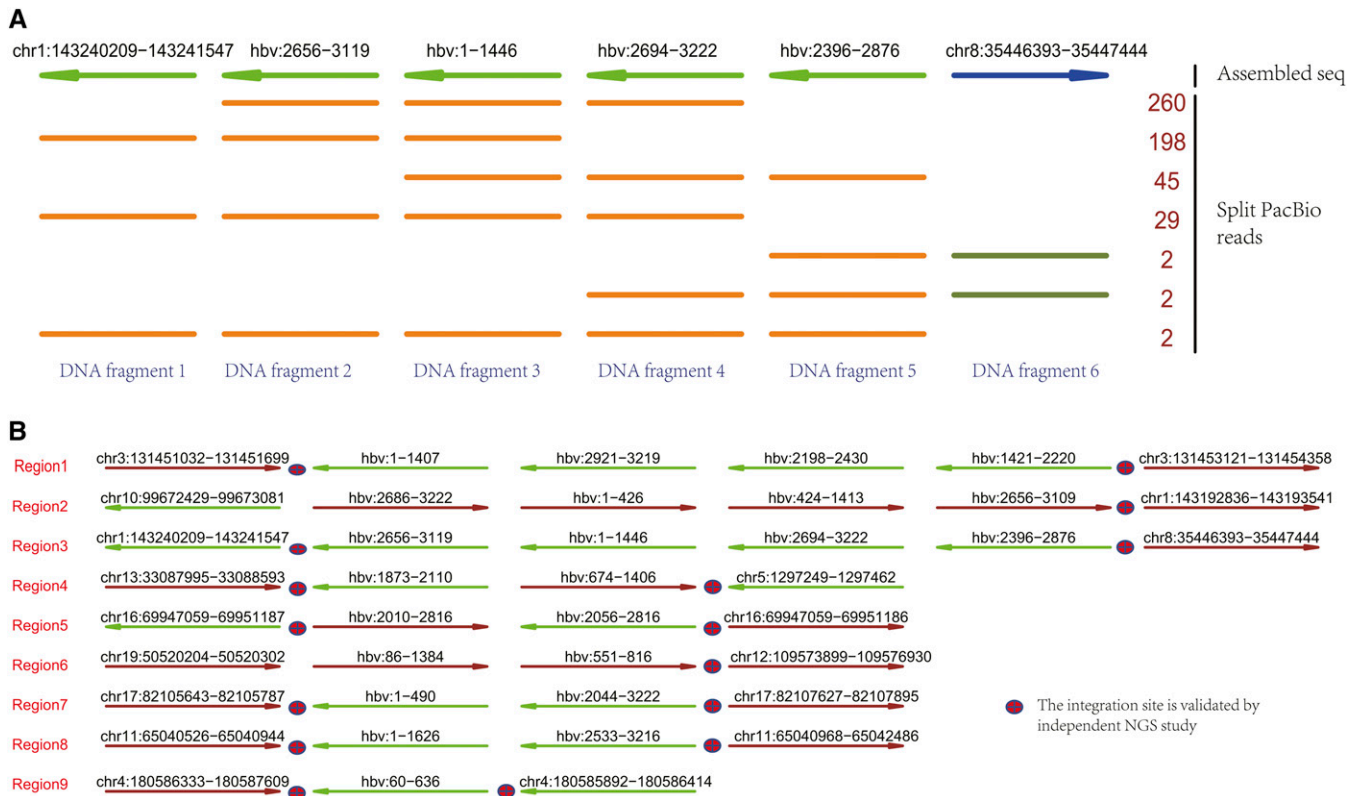 A
chr1:143240209−143241547 hbv:2656−3119 hbv:1−1446 hbv:2694−3222 hbv:2396−2876 chr8:35446393−35447444
Assembled seq
260
198
45
29
Split PacBio
reads
2
2
2
DNA fragment 1 DNA fragment 2 DNA fragment 3 DNA fragment 4 DNA fragment 5 DNA fragment 6
B
Region1 chr3:131451032−131451699 hbv:1−1407 hbv:2921−3219 hbv:2198−2430 hbv:1421−2220 chr3:131453121−131454358
Region2 chr10:99672429−99673081 hbv:2686−3222 hbv:1−426 hbv:424−1413 hbv:2656−3109 chr1:143192836−143193541
Region3 chr1:143240209−143241547 hbv:2656−3119 hbv:1−1446 hbv:2694−3222 hbv:2396−2876 chr8:35446393−35447444
Region4 chr13:33087995−33088593 hbv:1873−2110 hbv:674−1406 chr5:1297249−1297462
Region5 chr16:69947059−69951187 hbv:2010−2816 hbv:2056−2816 chr16:69947059−69951186
Region6 chr19:50520204−50520302 hbv:86−1384 hbv:551−816 chr12:109573899−109576930
Region7 chr17:82105643−82105787 hbv:1−490 hbv:2044−3222 chr17:82107627−82107895
Region8 chr11:65040526−65040944 hbv:1−1626 hbv:2533−3216 chr11:65040968−65042486
Region9 chr4:180586333−180587609 hbv:60−636 chr4:180585892−180586414
The integration site is validated by
independent NGS study